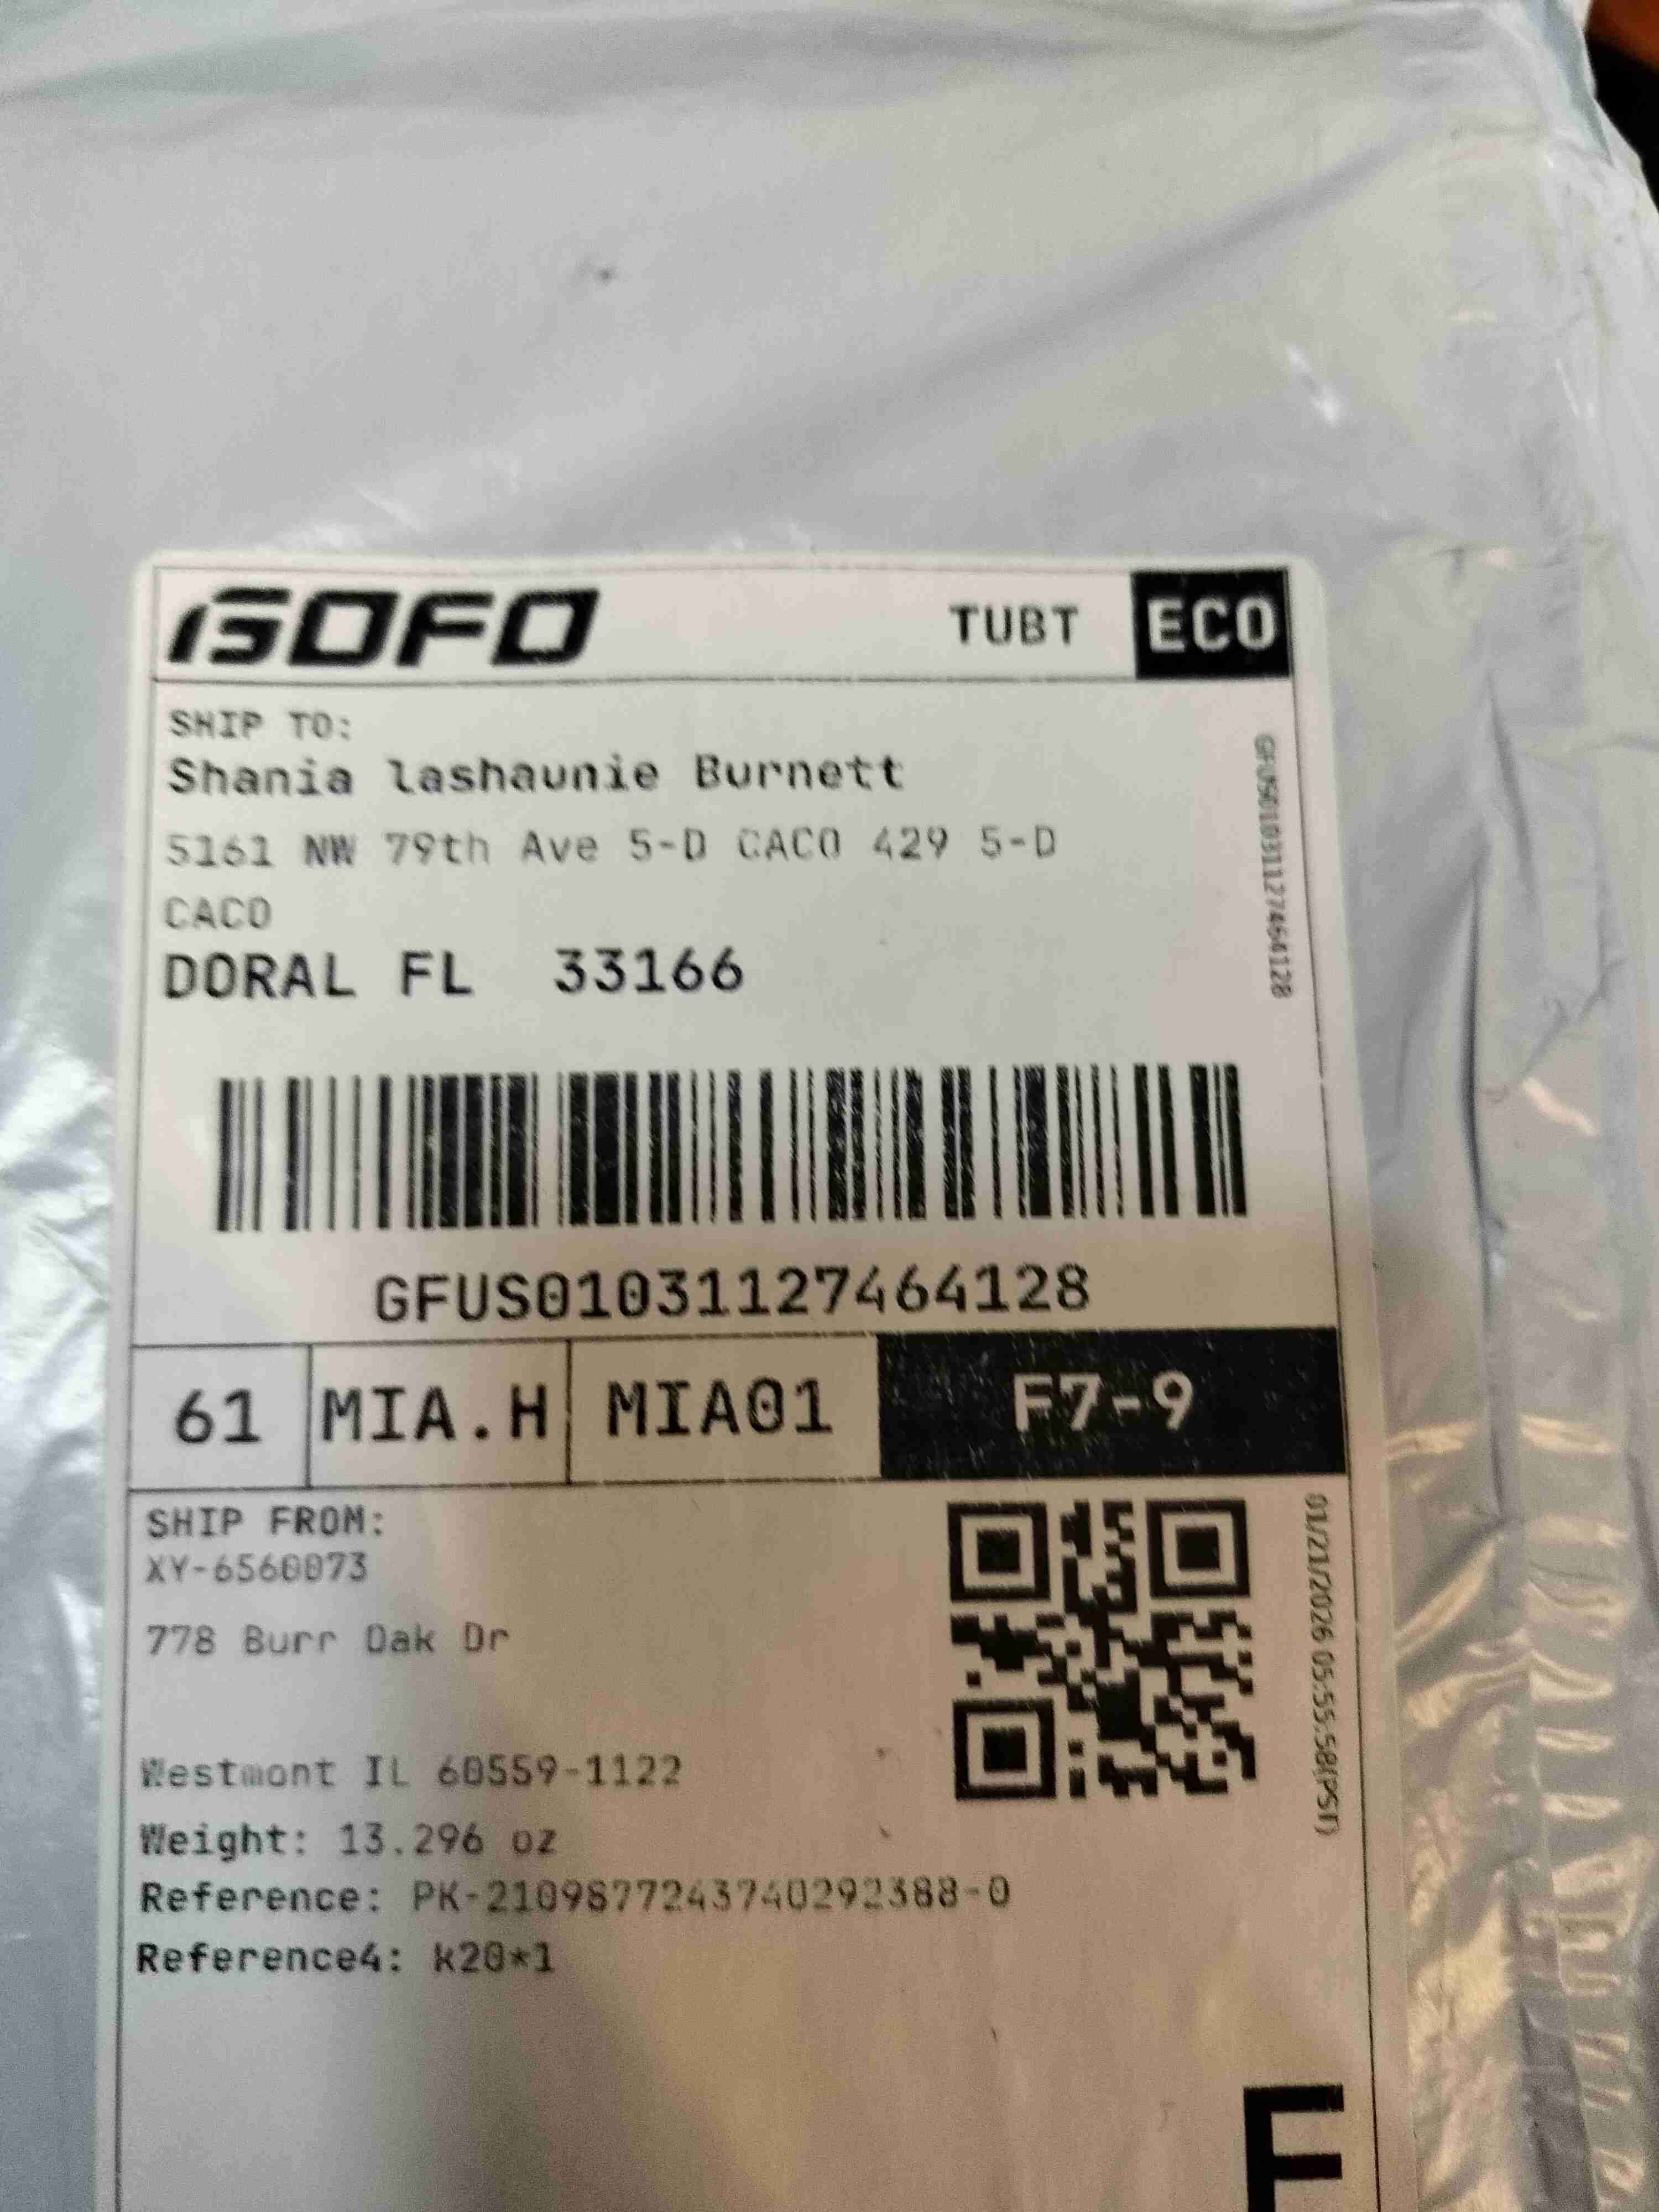 GOFO TUBT ECO
SHIP TO:
Shania lashaunie Burnett
5161 NW 79th Ave 5-D CACO 429 5-D
CACO
DORAL FL 33166
GFUS01031127464128
GFUS01031127464128
61 MIA.H MIA01 F7-9
SHIP FROM:
XY-6560073
778 Burr Oak Dr
Westmont IL 60559-1122
Weight: 13.296 oz
Reference: PK-2109877243740292388-0
Reference4: k20*1
01/21/2026 05:55:58(PST)
F